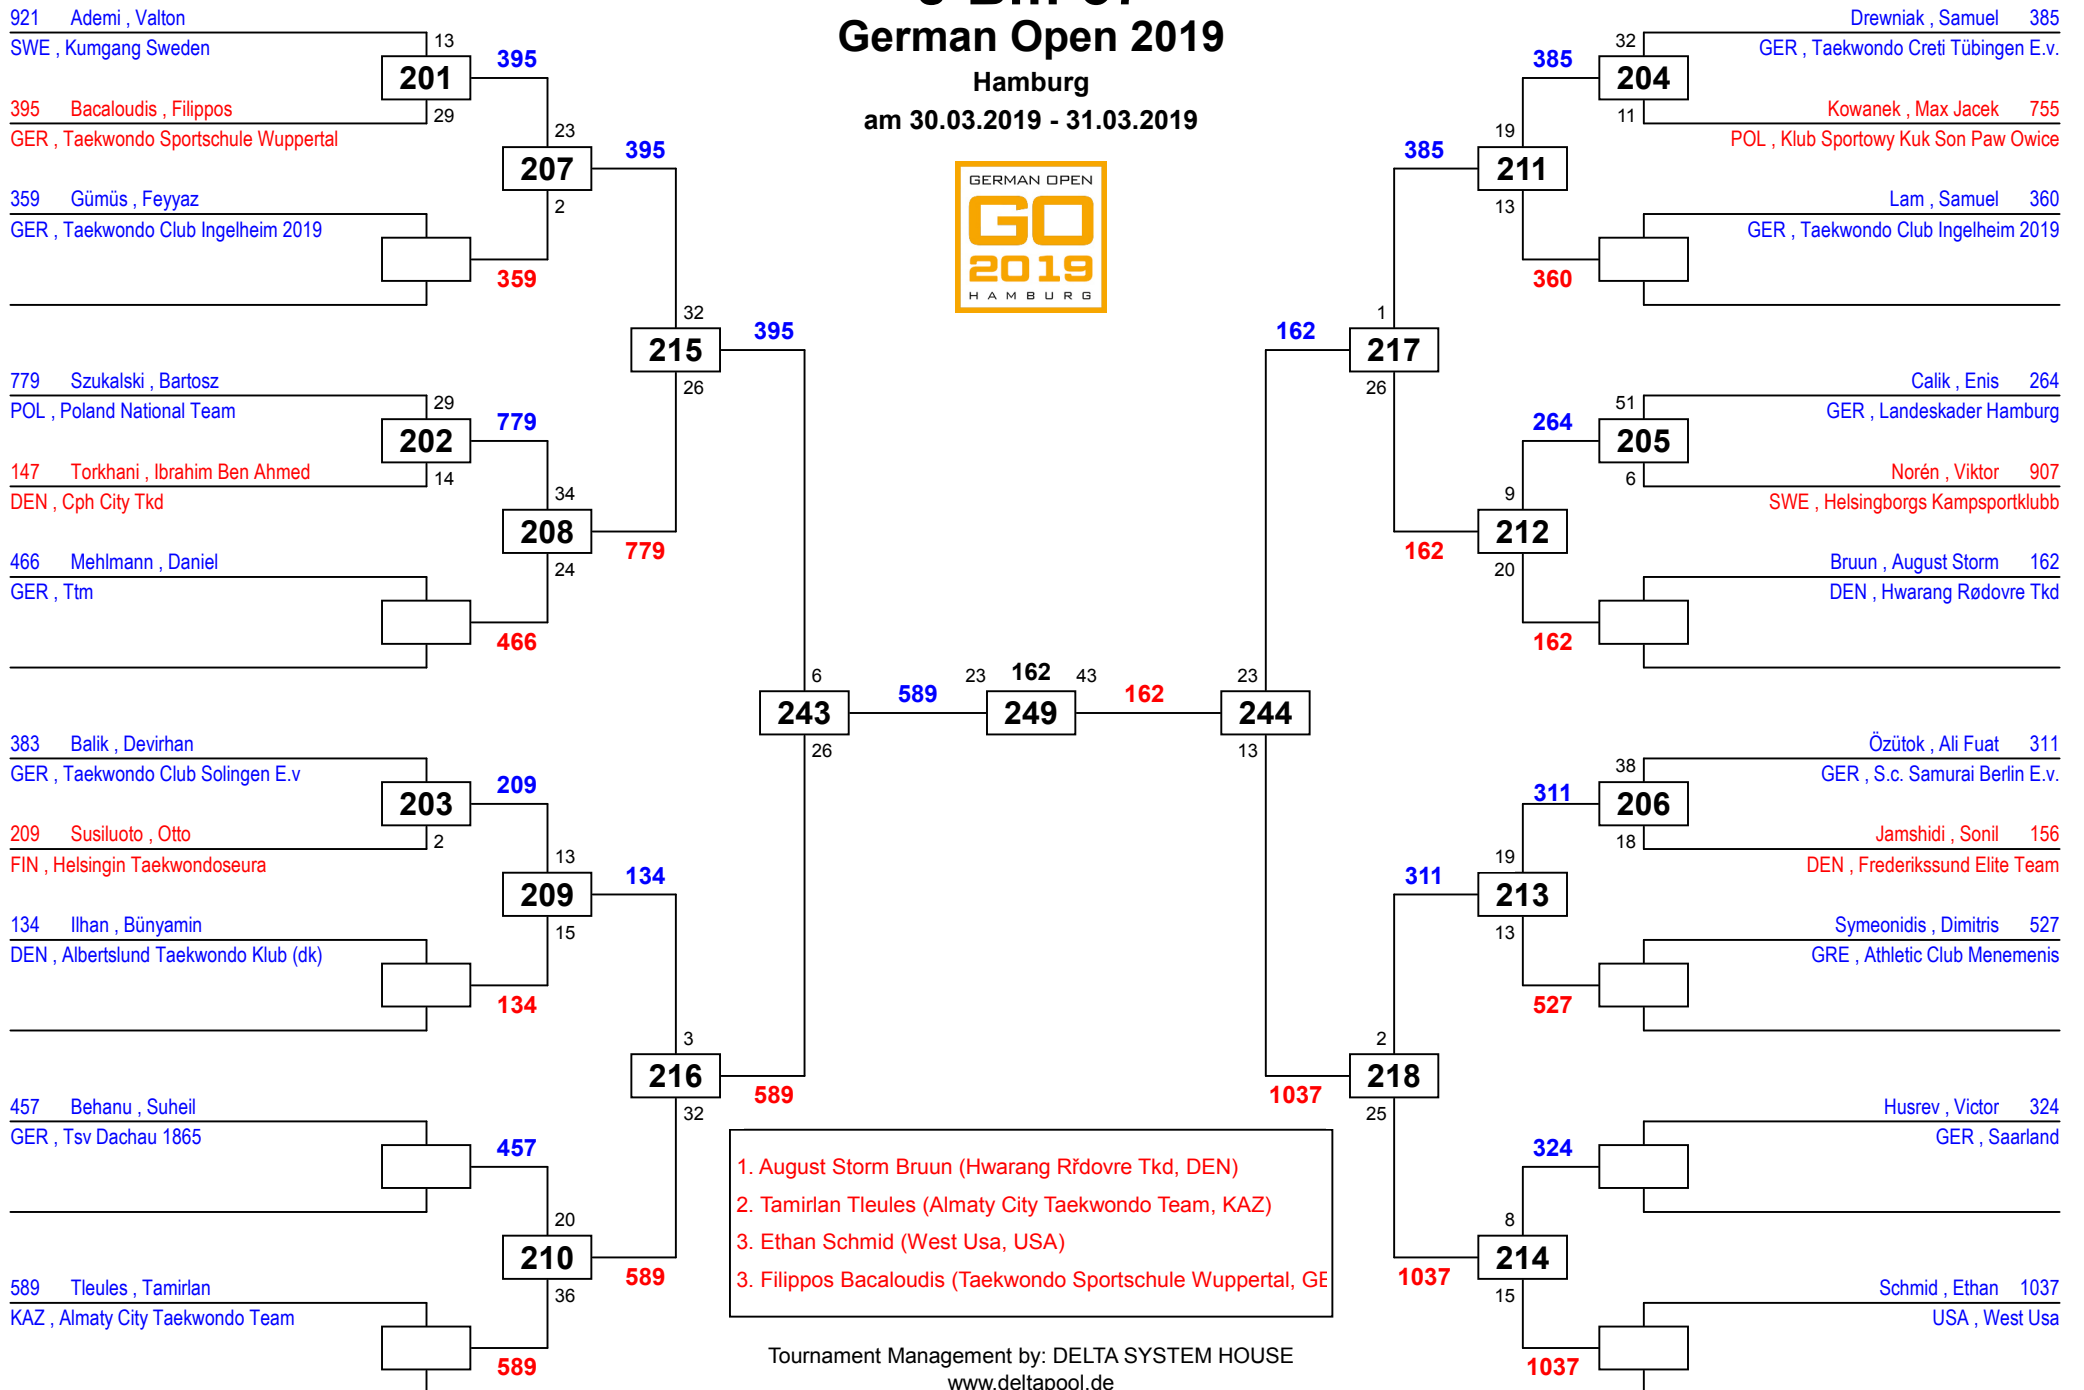 German Open 2019
Hamburg
am 30.03.2019 - 31.03.2019
GERMAN OPEN
GO
2019
HAMBURG
921 Ademi , Valton
SWE , Kumgang Sweden
13
201
395
29
395 Bacaloudis , Filippos
GER , Taekwondo Sportschule Wuppertal
23
207
395
2
359 Gümüs , Feyyaz
GER , Taekwondo Club Ingelheim 2019
359
32
215
395
26
779 Szukalski , Bartosz
POL , Poland National Team
29
202
779
14
147 Torkhani , Ibrahim Ben Ahmed
DEN , Cph City Tkd
34
208
779
24
466 Mehlmann , Daniel
GER , Ttm
466
6
243
589
26
383 Balik , Devirhan
GER , Taekwondo Club Solingen E.v
203
209
2
209 Susiluoto , Otto
FIN , Helsingin Taekwondoseura
13
209
134
15
134 Ilhan , Bünyamin
DEN , Albertslund Taekwondo Klub (dk)
134
3
216
589
32
457 Behanu , Suheil
GER , Tsv Dachau 1865
457
20
210
589
36
589 Tleules , Tamirlan
KAZ , Almaty City Taekwondo Team
589
23 162 43
249
162
Drewniak , Samuel 385
GER , Taekwondo Creti Tübingen E.v.
32
385
204
11
Kowanek , Max Jacek 755
POL , Klub Sportowy Kuk Son Paw Owice
19
385
211
13
Lam , Samuel 360
GER , Taekwondo Club Ingelheim 2019
360
1
162
217
26
Calik , Enis 264
GER , Landeskader Hamburg
51
264
205
6
Norén , Viktor 907
SWE , Helsingborgs Kampsportklubb
9
212
162
20
Bruun , August Storm 162
DEN , Hwarang Rødovre Tkd
162
23
244
13
Özütok , Ali Fuat 311
GER , S.c. Samurai Berlin E.v.
38
311
206
18
Jamshidi , Sonil 156
DEN , Frederikssund Elite Team
19
311
213
13
Symeonidis , Dimitris 527
GRE , Athletic Club Menemenis
527
2
218
1037
25
Husrev , Victor 324
GER , Saarland
324
8
214
1037
15
Schmid , Ethan 1037
USA , West Usa
1037
1. August Storm Bruun (Hwarang Rřdovre Tkd, DEN)
2. Tamirlan Tleules (Almaty City Taekwondo Team, KAZ)
3. Ethan Schmid (West Usa, USA)
3. Filippos Bacaloudis (Taekwondo Sportschule Wuppertal, GE
Tournament Management by: DELTA SYSTEM HOUSE
www.deltapool.de